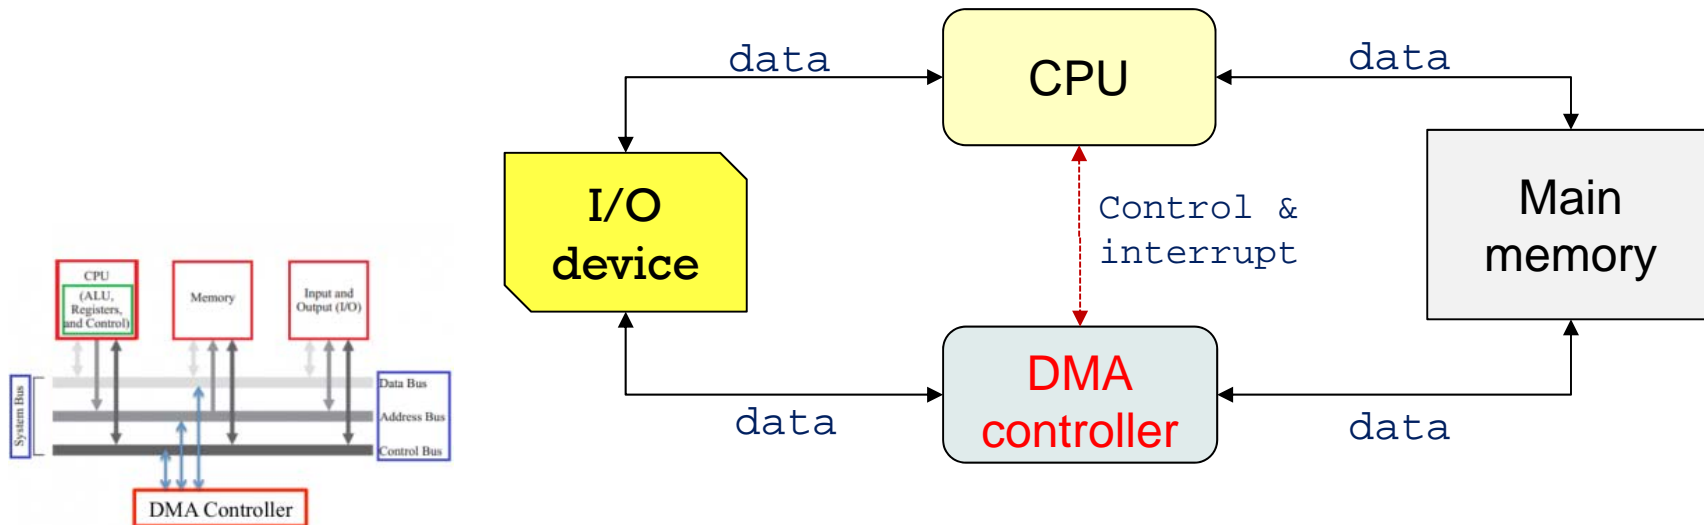 CPU
(ALU,
Registers,
and Control)
Memory
Input and
Output (I/O)
System Bus
Data Bus
Address Bus
Control Bus
DMA Controller
data
CPU
data
I/O
device
Control &
interrupt
Main
memory
data
DMA
controller
data